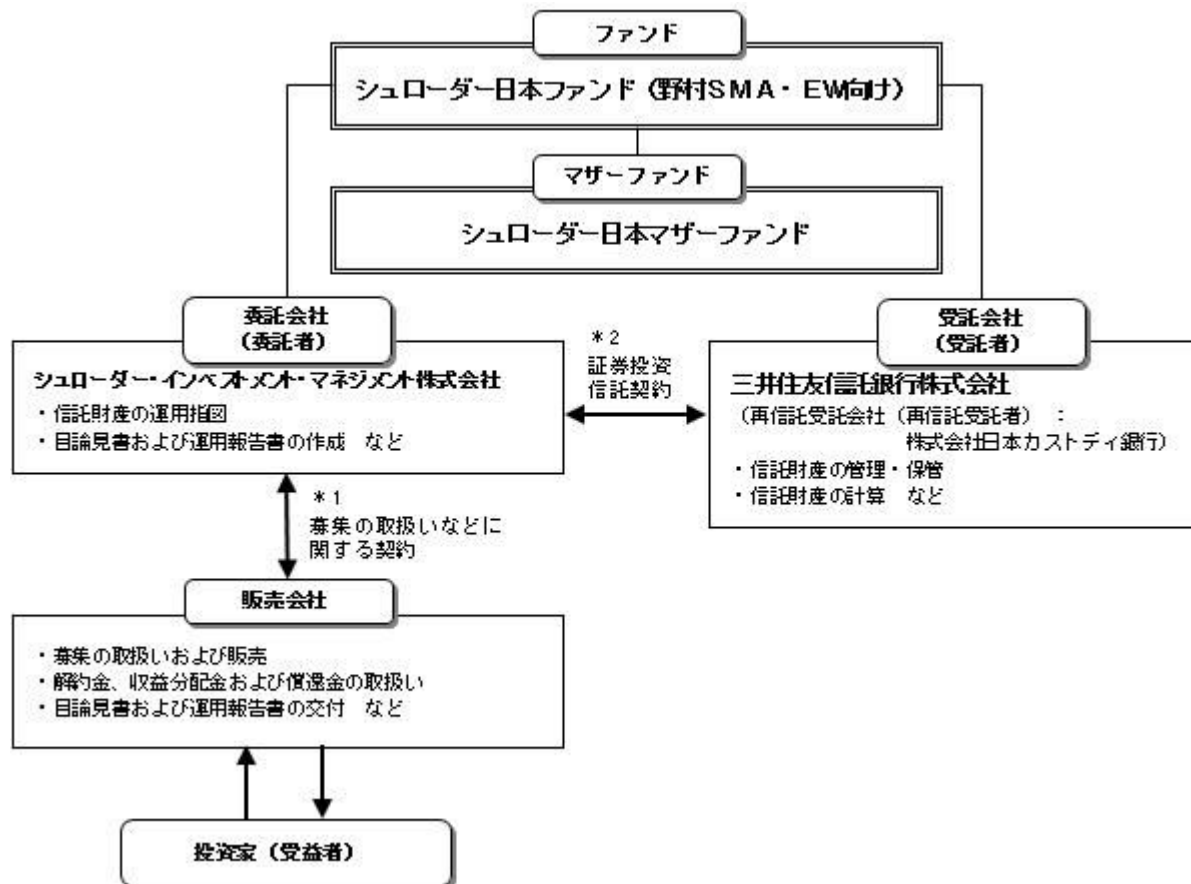 ファンド
シュローダー日本ファンド（野村SMA・EW向け）
マザーファンド
シュローダー日本マザーファンド
委託会社
（委託者）
シュローダー・インベストメント・マネジメント株式会社
・信託財産の運用指図
・目論見書および運用報告書の作成　など
＊2
証券投資
信託契約
受託会社
（受託者）
三井住友信託銀行株式会社
（再信託受託会社（再信託受託者）：
株式会社日本カストディ銀行）
・信託財産の管理・保管
・信託財産の計算　など
＊1
募集の取扱いなどに
関する契約
販売会社
・募集の取扱いおよび販売
・解約金、収益分配金および償還金の取扱い
・目論見書および運用報告書の交付　など
投資家（受益者）